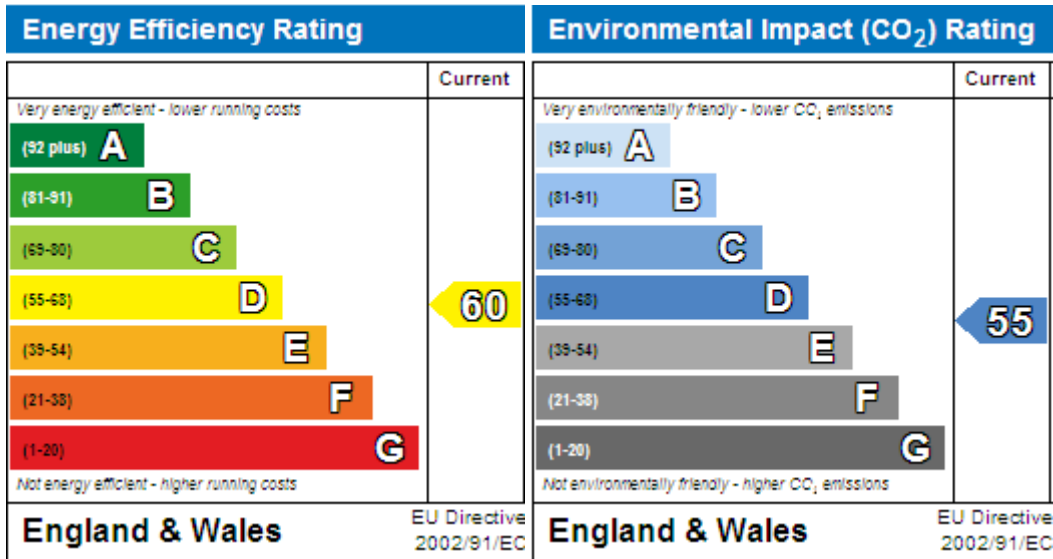 Energy Efficiency Rating
Current
Very energy efficient - lower running costs
(92 plus) A
(81-91) B
(69-80) C
(55-68) D
60
(39-54) E
(21-38) F
(1-20) G
Not energy efficient - higher running costs
England & Wales
EU Directive
2002/91/EC
Environmental Impact (CO2) Rating
Current
Very environmentally friendly - lower CO2 emissions
(92 plus) A
(81-91) B
(69-80) C
(55-68) D
55
(39-54) E
(21-38) F
(1-20) G
Not environmentally friendly - higher CO2 emissions
England & Wales
EU Directive
2002/91/EC